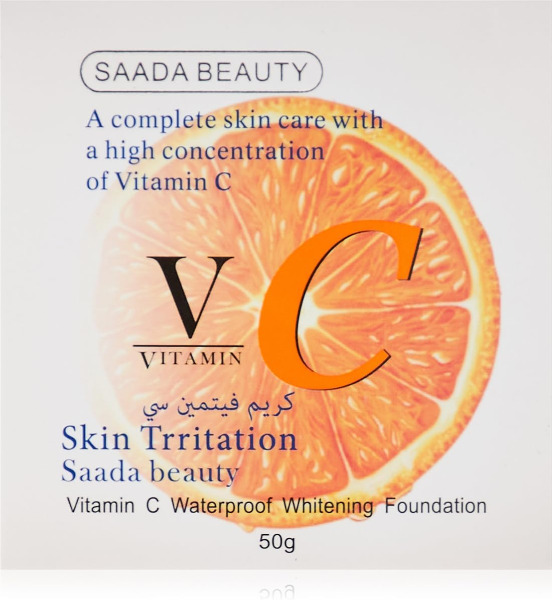 SAADA BEAUTY
A complete skin care with
a high concentration
of Vitamin C
V C
VITAMIN
كريم فيتمين سي
Skin Trritation
Saada beauty
Vitamin C Waterproof Whitening Foundation
50g